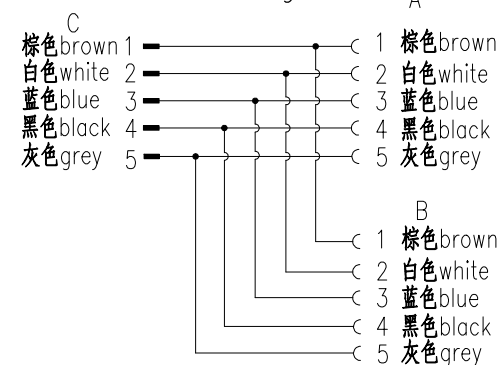 A
C
棕色brown 1
白色white 2
蓝色blue 3
黑色black 4
灰色grey 5
1 棕色brown
2 白色white
3 蓝色blue
4 黑色black
5 灰色grey
B
1 棕色brown
2 白色white
3 蓝色blue
4 黑色black
5 灰色grey